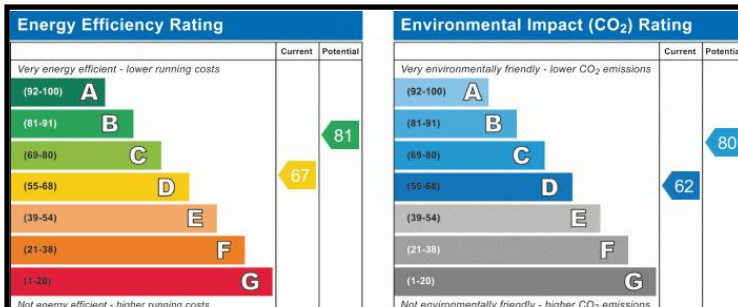 Energy Efficiency Rating
Current Potential
Very energy efficient - lower running costs
(92-100) A
(81-91) B
(69-80) C
(55-68) D
(39-54) E
(21-38) F
(1-20) G
67
81
Not energy efficient - higher running costs
Environmental Impact (CO₂) Rating
Current Potential
Very environmentally friendly - lower CO₂ emissions
(92-100) A
(81-91) B
(69-80) C
(55-68) D
(39-54) E
(21-38) F
(1-20) G
62
80
Not environmentally friendly - higher CO₂ emissions